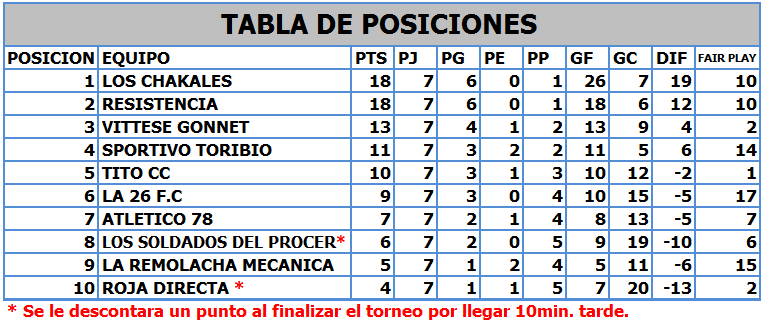 TABLA DE POSICIONES
POSICION EQUIPO PTS PJ PG PE PP GF GC DIF FAIR PLAY
1 LOS CHAKALES 18 7 6 0 1 26 7 19 10
2 RESISTENCIA 18 7 6 0 1 18 6 12 10
3 VITTESE GONNET 13 7 4 1 2 13 9 4 2
4 SPORTIVO TORIBIO 11 7 3 2 2 11 5 6 14
5 TITO CC 10 7 3 1 3 10 12 -2 1
6 LA 26 F.C 9 7 3 0 4 10 15 -5 17
7 ATLETICO 78 7 7 2 1 4 8 13 -5 7
8 LOS SOLDADOS DEL PROCER* 6 7 2 0 5 9 19 -10 6
9 LA REMOLACHA MECANICA 5 7 1 2 4 5 11 -6 15
10 ROJA DIRECTA * 4 7 1 1 5 7 20 -13 2
* Se le descontara un punto al finalizar el torneo por llegar 10min. tarde.